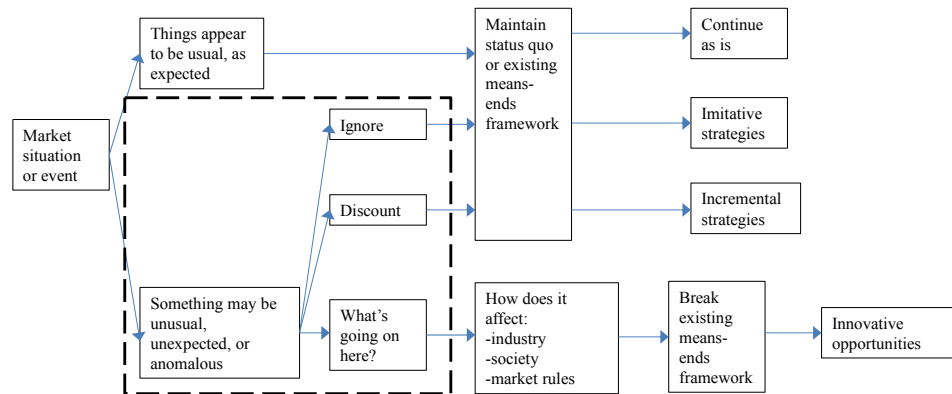 Things appear
to be usual, as
expected
Maintain
status quo
or existing
means-
ends
framework
Continue
as is
Market
situation
or event
Ignore
Imitative
strategies
Discount
Incremental
strategies
Something may be
unusual,
unexpected, or
anomalous
What's
going on
here?
How does it
affect:
-industry
-society
-market rules
Break
existing
means-
ends
framework
Innovative
opportunities